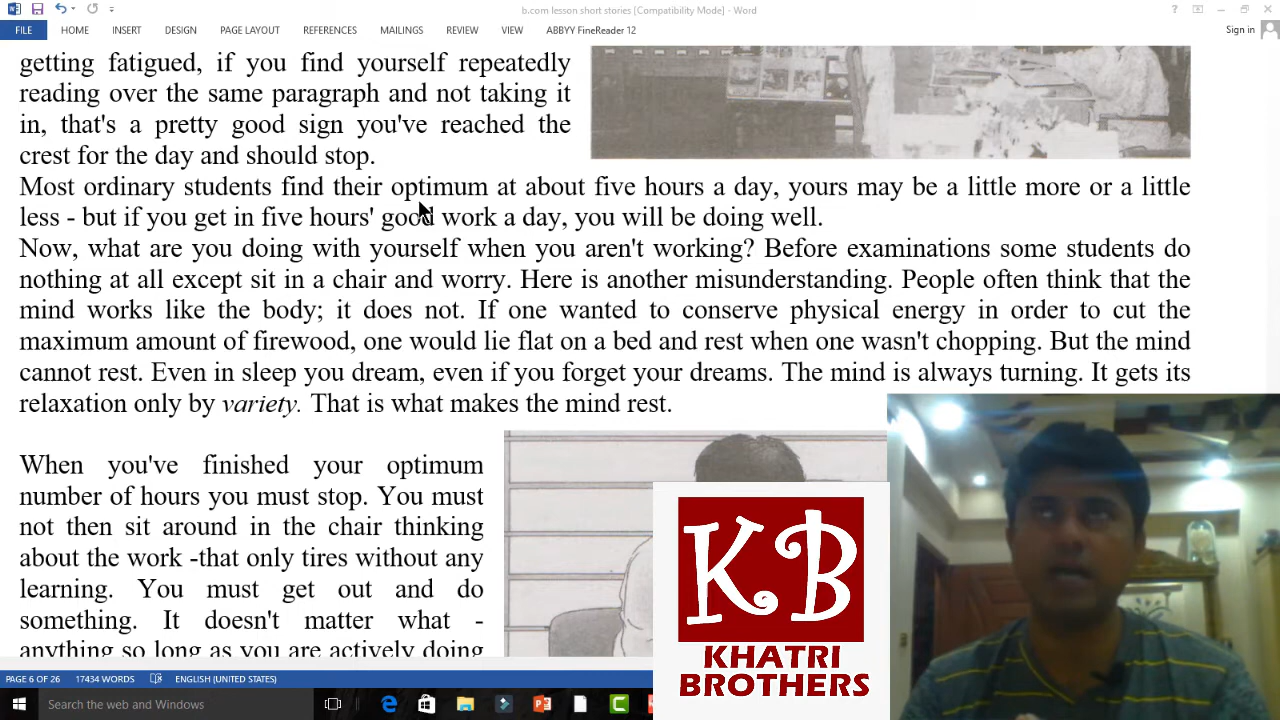 b.com lesson short stories [Compatibility Mode] - Word
FILE HOME INSERT DESIGN PAGE LAYOUT REFERENCES MAILINGS REVIEW VIEW ABBYY FineReader 12 Sign in
getting fatigued, if you find yourself repeatedly
reading over the same paragraph and not taking it
in, that's a pretty good sign you've reached the
crest for the day and should stop.
Most ordinary students find their optimum at about five hours a day, yours may be a little more or a little
less - but if you get in five hours' good work a day, you will be doing well.
Now, what are you doing with yourself when you aren't working? Before examinations some students do
nothing at all except sit in a chair and worry. Here is another misunderstanding. People often think that the
mind works like the body; it does not. If one wanted to conserve physical energy in order to cut the
maximum amount of firewood, one would lie flat on a bed and rest when one wasn't chopping. But the mind
cannot rest. Even in sleep you dream, even if you forget your dreams. The mind is always turning. It gets its
relaxation only by variety. That is what makes the mind rest.
When you've finished your optimum
number of hours you must stop. You must
not then sit around in the chair thinking
about the work -that only tires without any
learning. You must get out and do
something. It doesn't matter what -
anything so long as you are actively doing
KB
KHATRI
BROTHERS
PAGE 6 OF 26 17434 WORDS ENGLISH (UNITED STATES)
Search the web and Windows